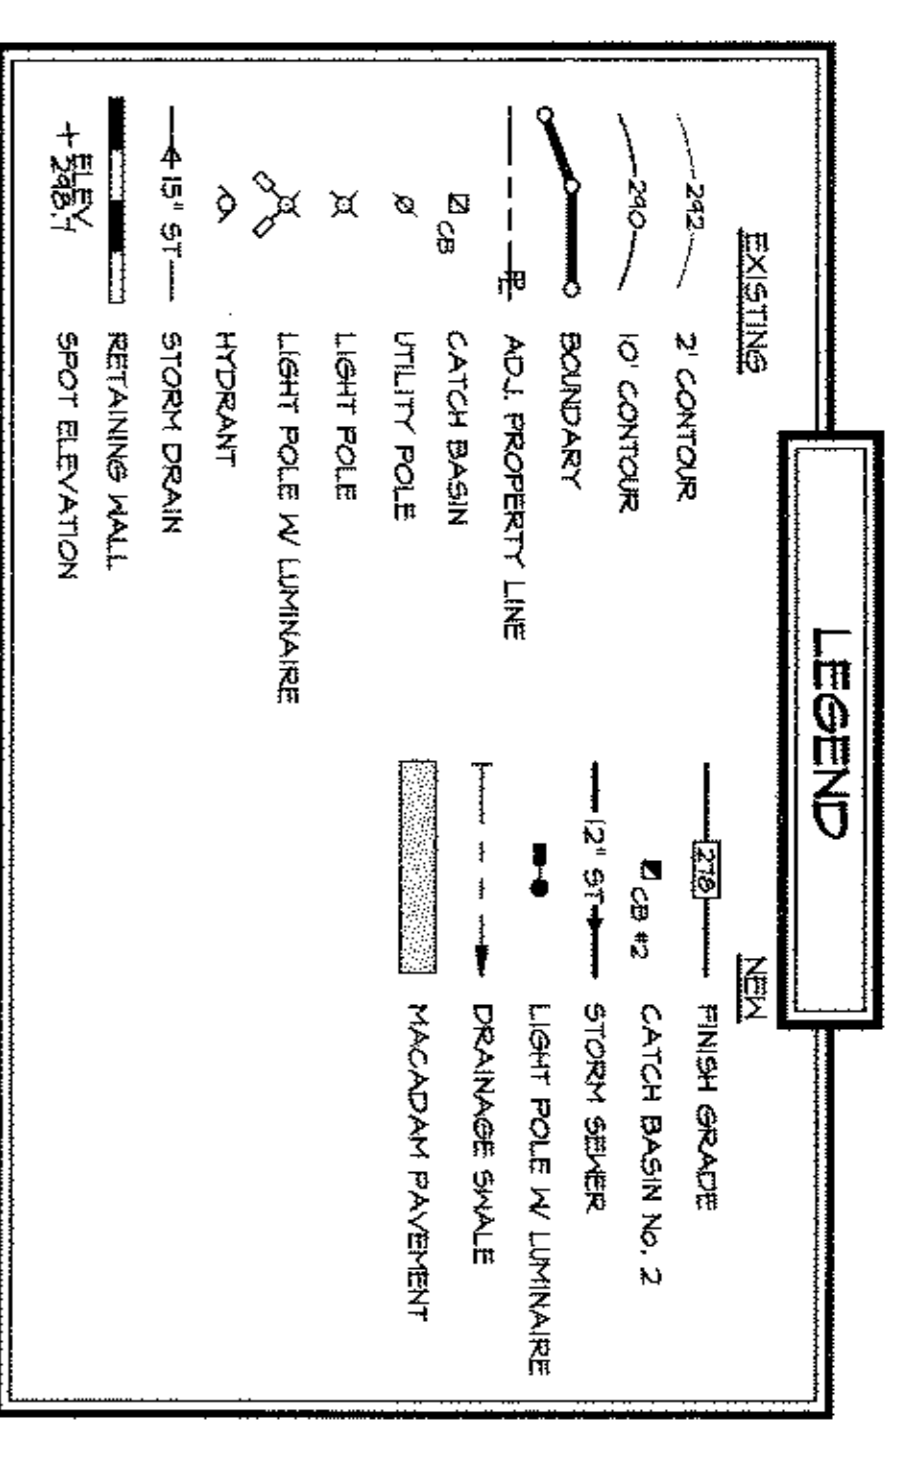 LEGEND
EXISTING
292 2' CONTOUR
290 10' CONTOUR
BOUNDARY
PL ADJ. PROPERTY LINE
CB CATCH BASIN
UTILITY POLE
LIGHT POLE
LIGHT POLE W/ LUMINAIRE
HYDRANT
15" ST STORM DRAIN
RETAINING WALL
ELEV
298.1 SPOT ELEVATION
NEW
278 FINISH GRADE
CB #2 CATCH BASIN No. 2
12" ST STORM SEWER
LIGHT POLE W/ LUMINAIRE
DRAINAGE SWALE
MACADAM PAVEMENT